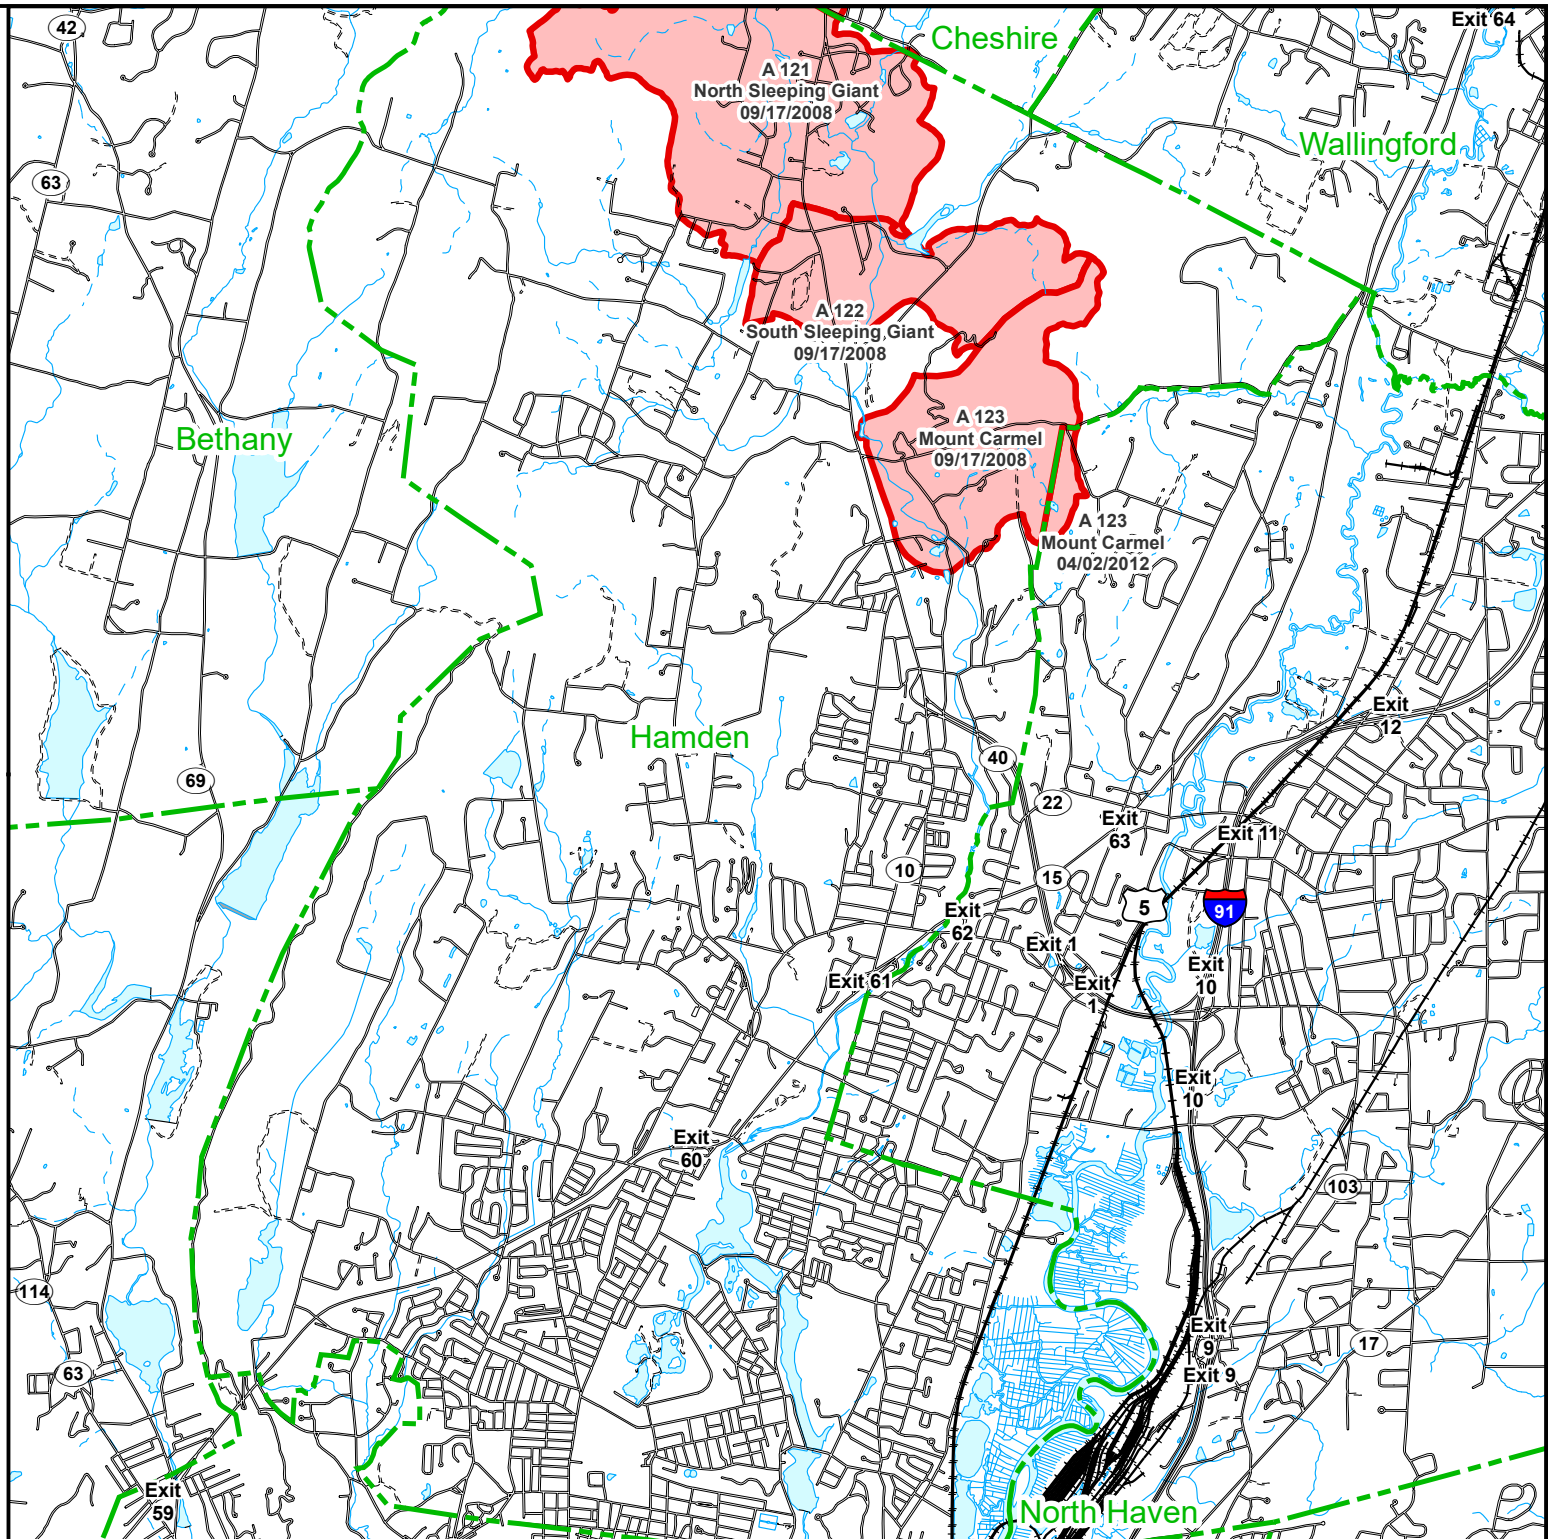 42
Exit 64
Cheshire
A 121
North Sleeping Giant
09/17/2008
Wallingford
63
A 122
South Sleeping Giant
09/17/2008
Bethany
A 123
Mount Carmel
09/17/2008
A 123
Mount Carmel
04/02/2012
Exit
12
Hamden
40
69
22
Exit
63
Exit 11
10
15
5
91
Exit
62
Exit 1
Exit 61
Exit
10
Exit
1
Exit
10
Exit
60
103
114
Exit
9
17
63
Exit 9
Exit
59
North Haven